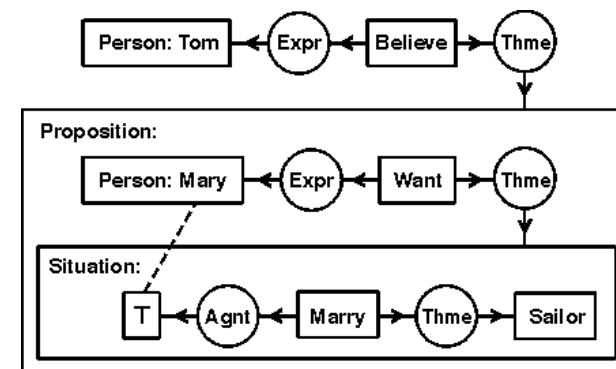 Person: Tom Expr Believe Thme
Proposition:
Person: Mary Expr Want Thme
Situation:
T Agnt Marry Thme Sailor